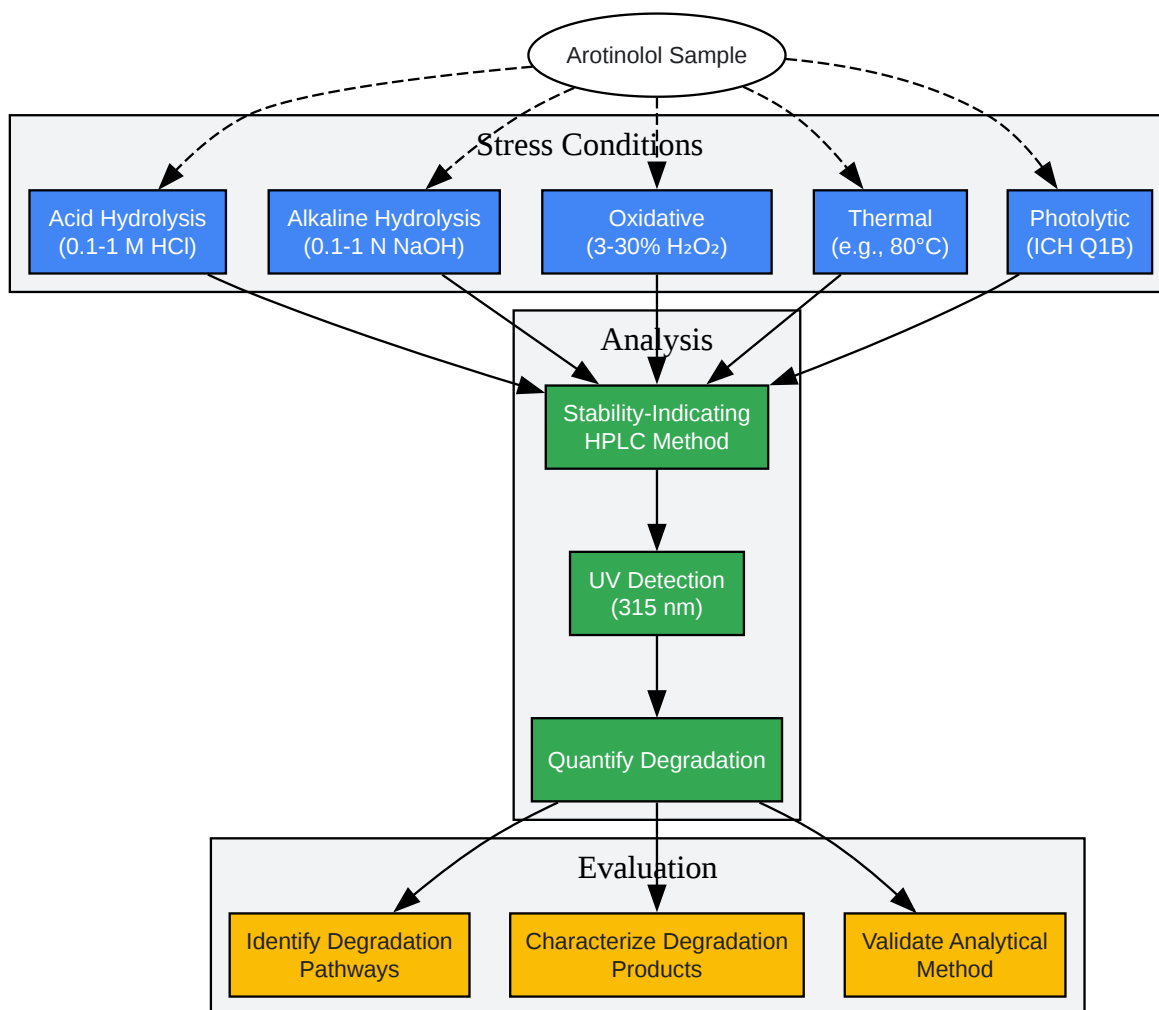 Arotinolol Sample
Stress Conditions
Acid Hydrolysis
(0.1-1 M HCl)
Alkaline Hydrolysis
(0.1-1 N NaOH)
Oxidative
(3-30% H₂O₂)
Thermal
(e.g., 80°C)
Photolytic
(ICH Q1B)
Analysis
Stability-Indicating
HPLC Method
UV Detection
(315 nm)
Quantify Degradation
Evaluation
Identify Degradation
Pathways
Characterize Degradation
Products
Validate Analytical
Method